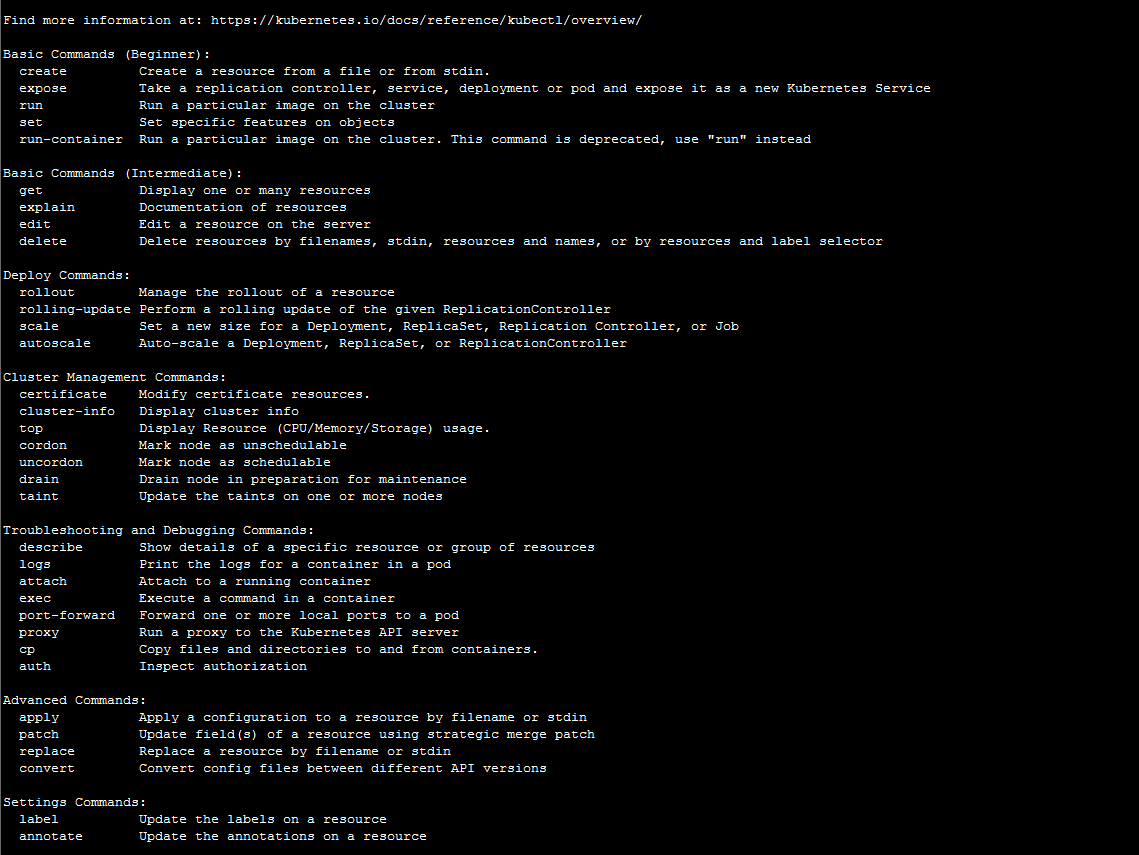 Find more information at: https://kubernetes.io/docs/reference/kubectl/overview/
Basic Commands (Beginner):
create Create a resource from a file or from stdin.
expose Take a replication controller, service, deployment or pod and expose it as a new Kubernetes Service
run Run a particular image on the cluster
set Set specific features on objects
run-container Run a particular image on the cluster. This command is deprecated, use "run" instead
Basic Commands (Intermediate):
get Display one or many resources
explain Documentation of resources
edit Edit a resource on the server
delete Delete resources by filenames, stdin, resources and names, or by resources and label selector
Deploy Commands:
rollout Manage the rollout of a resource
rolling-update Perform a rolling update of the given ReplicationController
scale Set a new size for a Deployment, ReplicaSet, Replication Controller, or Job
autoscale Auto-scale a Deployment, ReplicaSet, or ReplicationController
Cluster Management Commands:
certificate Modify certificate resources.
cluster-info Display cluster info
top Display Resource (CPU/Memory/Storage) usage.
cordon Mark node as unschedulable
uncordon Mark node as schedulable
drain Drain node in preparation for maintenance
taint Update the taints on one or more nodes
Troubleshooting and Debugging Commands:
describe Show details of a specific resource or group of resources
logs Print the logs for a container in a pod
attach Attach to a running container
exec Execute a command in a container
port-forward Forward one or more local ports to a pod
proxy Run a proxy to the Kubernetes API server
cp Copy files and directories to and from containers.
auth Inspect authorization
Advanced Commands:
apply Apply a configuration to a resource by filename or stdin
patch Update field(s) of a resource using strategic merge patch
replace Replace a resource by filename or stdin
convert Convert config files between different API versions
Settings Commands:
label Update the labels on a resource
annotate Update the annotations on a resource